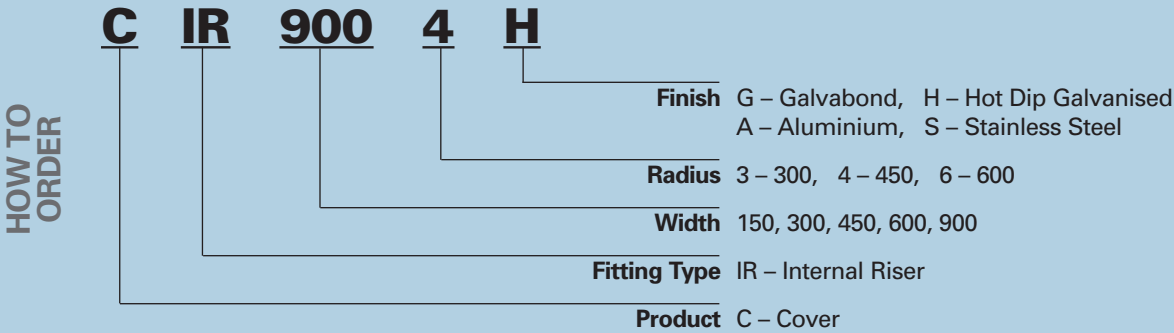 C IR 900 4 H
HOW TO
ORDER
Finish G – Galvabond, H – Hot Dip Galvanised
A – Aluminium, S – Stainless Steel
Radius 3 – 300, 4 – 450, 6 – 600
Width 150, 300, 450, 600, 900
Fitting Type IR – Internal Riser
Product C – Cover